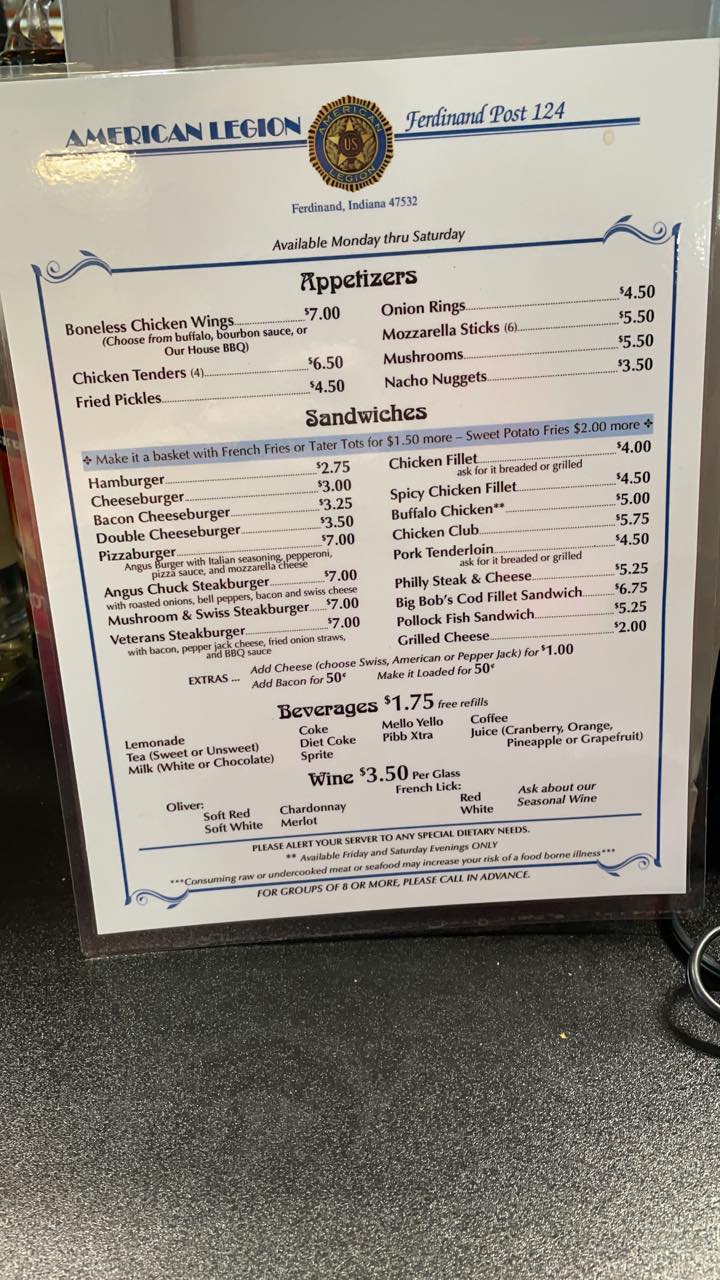 AMERICAN LEGION
AMERICAN
US
LEGION
Ferdinand Post 124
Ferdinand, Indiana 47532
Available Monday thru Saturday
Appetizers
Boneless Chicken Wings $7.00
(Choose from buffalo, bourbon sauce, or
Our House BBQ)
Chicken Tenders (4) $6.50
Fried Pickles $4.50
Onion Rings $4.50
Mozzarella Sticks (6) $5.50
Mushrooms $5.50
Nacho Nuggets $3.50
Sandwiches
Make it a basket with French Fries or Tater Tots for $1.50 more – Sweet Potato Fries $2.00 more
Hamburger $2.75
Cheeseburger $3.00
Bacon Cheeseburger $3.25
Double Cheeseburger $3.50
Pizzaburger $7.00
Angus Burger with Italian seasoning, pepperoni,
pizza sauce, and mozzarella cheese
Angus Chuck Steakburger $7.00
with roasted onions, bell peppers, bacon and swiss cheese
Mushroom & Swiss Steakburger $7.00
Veterans Steakburger $7.00
with bacon, pepper jack cheese, fried onion straws,
and BBQ sauce
Chicken Fillet $4.00
ask for it breaded or grilled
Spicy Chicken Fillet $4.50
Buffalo Chicken** $5.00
Chicken Club $5.75
Pork Tenderloin $4.50
ask for it breaded or grilled
Philly Steak & Cheese $5.25
Big Bob's Cod Fillet Sandwich $6.75
Pollock Fish Sandwich $5.25
Grilled Cheese $2.00
EXTRAS ... Add Cheese (choose Swiss, American or Pepper Jack) for $1.00
Add Bacon for 50¢ Make it Loaded for 50¢
Beverages $1.75 free refills
Lemonade
Tea (Sweet or Unsweet)
Milk (White or Chocolate)
Coke
Diet Coke
Sprite
Mello Yello
Pibb Xtra
Coffee
Juice (Cranberry, Orange,
Pineapple or Grapefruit)
Wine $3.50 Per Glass
Oliver:
Soft Red
Soft White
Chardonnay
Merlot
French Lick:
Red
White
Ask about our
Seasonal Wine
PLEASE ALERT YOUR SERVER TO ANY SPECIAL DIETARY NEEDS.
** Available Friday and Saturday Evenings ONLY
***Consuming raw or undercooked meat or seafood may increase your risk of a food borne illness***
FOR GROUPS OF 8 OR MORE, PLEASE CALL IN ADVANCE.